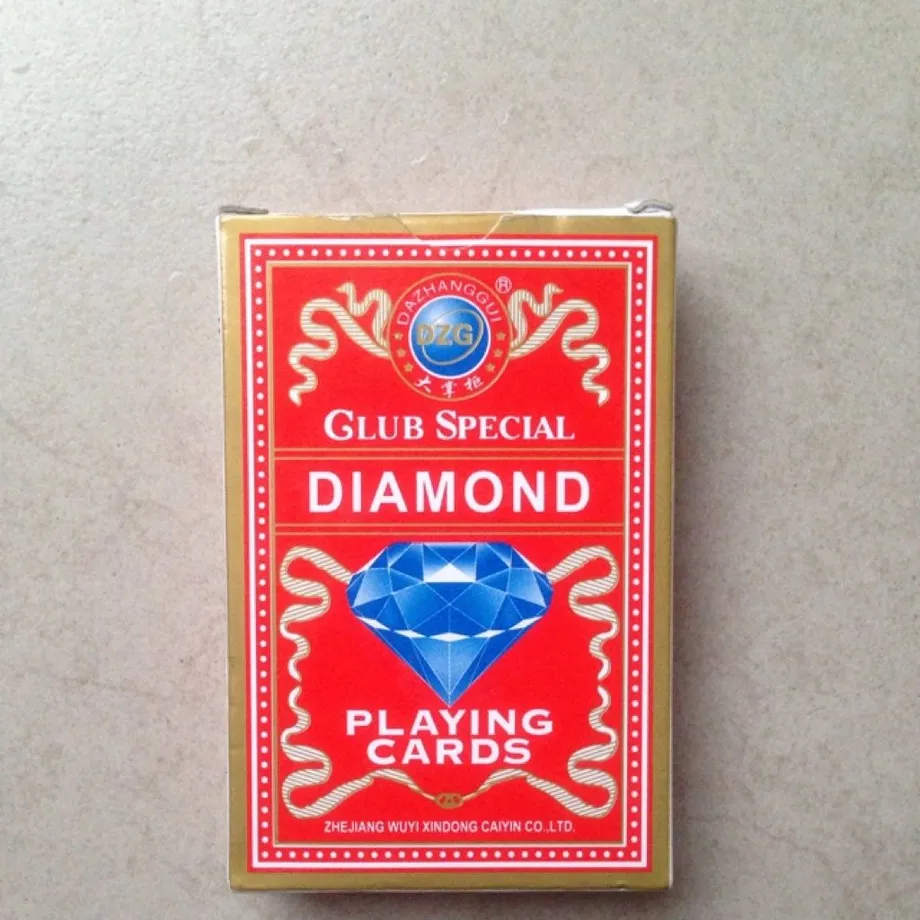 DAZHANGGUI ®
DZG
大掌柜
GLUB SPECIAL
DIAMOND
PLAYING
CARDS
ZHEJIANG WUYI XINDONG CAIYIN CO.,LTD.